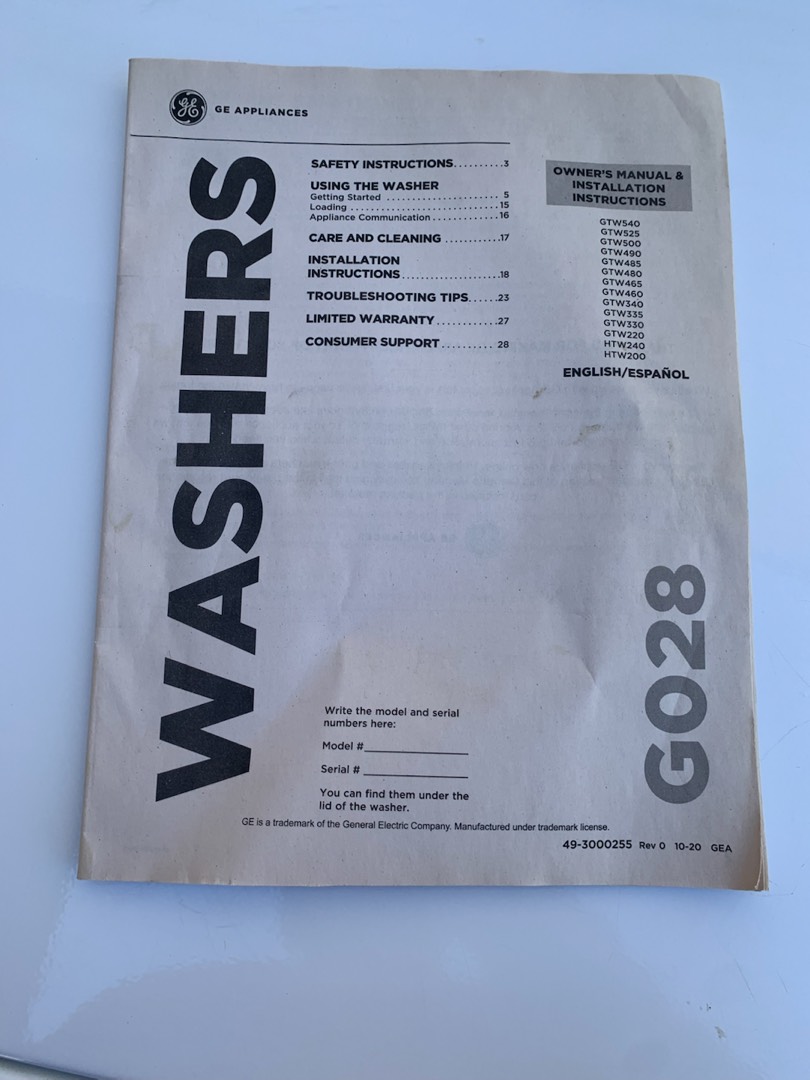 GE APPLIANCES
WASHERS
SAFETY INSTRUCTIONS..........3
USING THE WASHER
Getting Started ........................ 5
Loading ................................15
Appliance Communication .............16
CARE AND CLEANING ...........17
INSTALLATION
INSTRUCTIONS....................18
TROUBLESHOOTING TIPS......23
LIMITED WARRANTY............27
CONSUMER SUPPORT.......... 28
OWNER'S MANUAL &
INSTALLATION
INSTRUCTIONS
GTW540
GTW525
GTW500
GTW490
GTW485
GTW480
GTW465
GTW460
GTW340
GTW335
GTW330
GTW220
HTW240
HTW200
ENGLISH/ESPAÑOL
G028
Write the model and serial
numbers here:
Model #
Serial #
You can find them under the
lid of the washer.
GE is a trademark of the General Electric Company. Manufactured under trademark license.
49-3000255 Rev 0 10-20 GEA